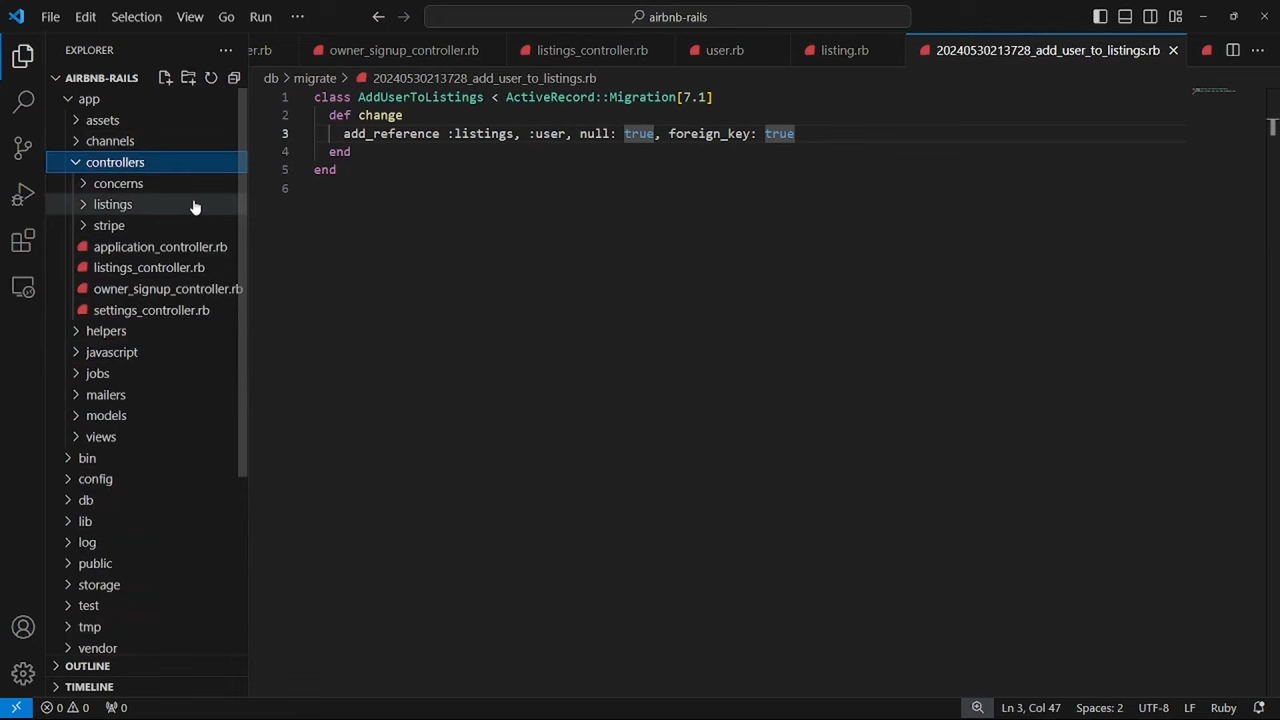 File Edit Selection View Go Run ··· airbnb-rails
EXPLORER ···
er.rb owner_signup_controller.rb listings_controller.rb user.rb listing.rb 20240530213728_add_user_to_listings.rb ···
AIRBNB-RAILS
db > migrate > 20240530213728_add_user_to_listings.rb
app
assets
channels
controllers
concerns
listings
stripe
application_controller.rb
listings_controller.rb
owner_signup_controller.rb
settings_controller.rb
helpers
javascript
jobs
mailers
models
views
bin
config
db
lib
log
public
storage
test
tmp
vendor
OUTLINE
TIMELINE
1 class AddUserToListings < ActiveRecord::Migration[7.1]
2 def change
3 add_reference :listings, :user, null: true, foreign_key: true
4 end
5 end
6
0 0 0 Ln 3, Col 47 Spaces: 2 UTF-8 LF Ruby